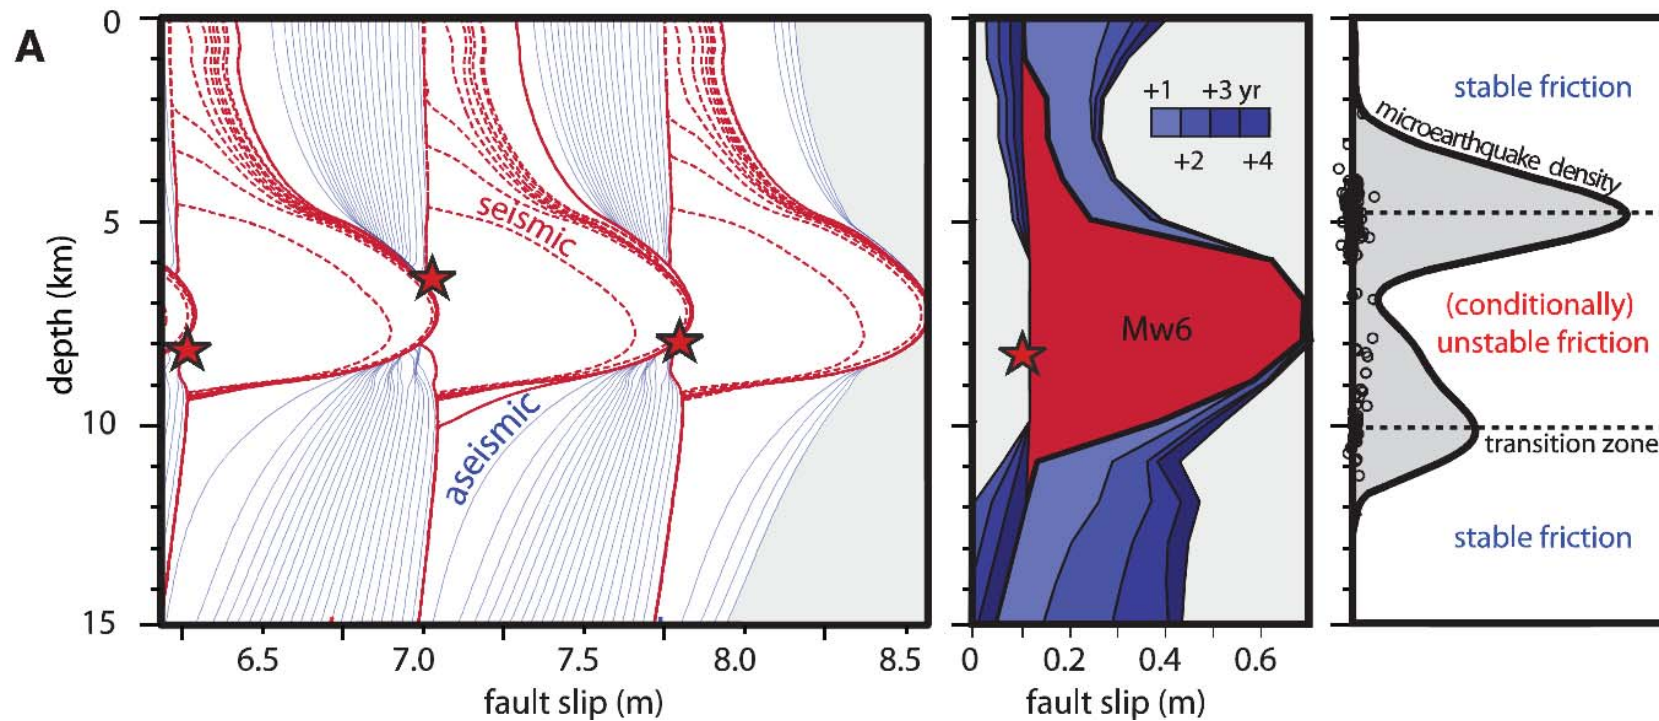 A
0
5
10
15
depth (km)
seismic
aseismic
6.5 7.0 7.5 8.0 8.5
fault slip (m)
+1 +3 yr
+2 +4
Mw6
0 0.2 0.4 0.6
fault slip (m)
stable friction
microearthquake density
(conditionally)
unstable friction
transition zone
stable friction